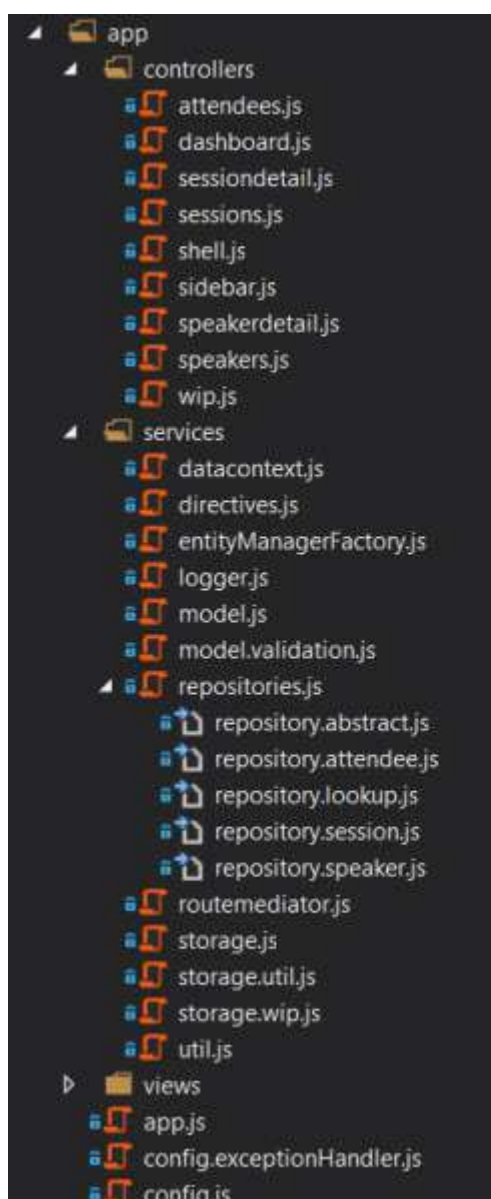 app
controllers
attendees.js
dashboard.js
sessiondetail.js
sessions.js
shell.js
sidebar.js
speakerdetail.js
speakers.js
wip.js
services
datacontext.js
directives.js
entityManagerFactory.js
logger.js
model.js
model.validation.js
repositories.js
repository.abstract.js
repository.attendee.js
repository.lookup.js
repository.session.js
repository.speaker.js
routemediator.js
storage.js
storage.util.js
storage.wip.js
util.js
views
app.js
config.exceptionHandler.js
config.js